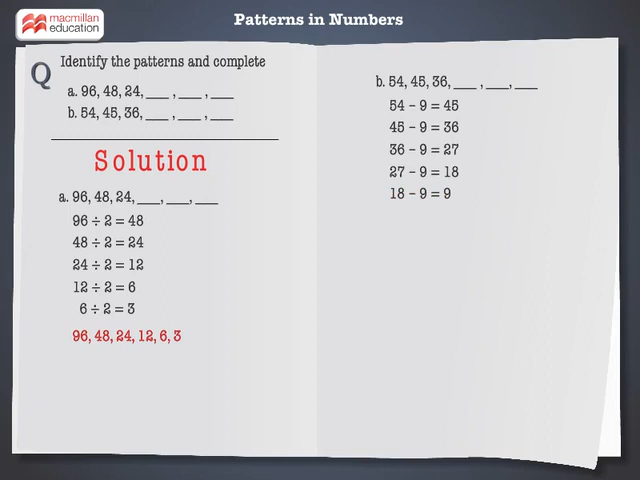 macmillan
education
Patterns in Numbers
Q Identify the patterns and complete
a. 96, 48, 24, ___ , ___ , ___
b. 54, 45, 36, ___ , ___ , ___
Solution
a. 96, 48, 24, ___, ___, ___
96 ÷ 2 = 48
48 ÷ 2 = 24
24 ÷ 2 = 12
12 ÷ 2 = 6
6 ÷ 2 = 3
96, 48, 24, 12, 6, 3
b. 54, 45, 36, ___ , ___, ___
54 – 9 = 45
45 – 9 = 36
36 – 9 = 27
27 – 9 = 18
18 – 9 = 9